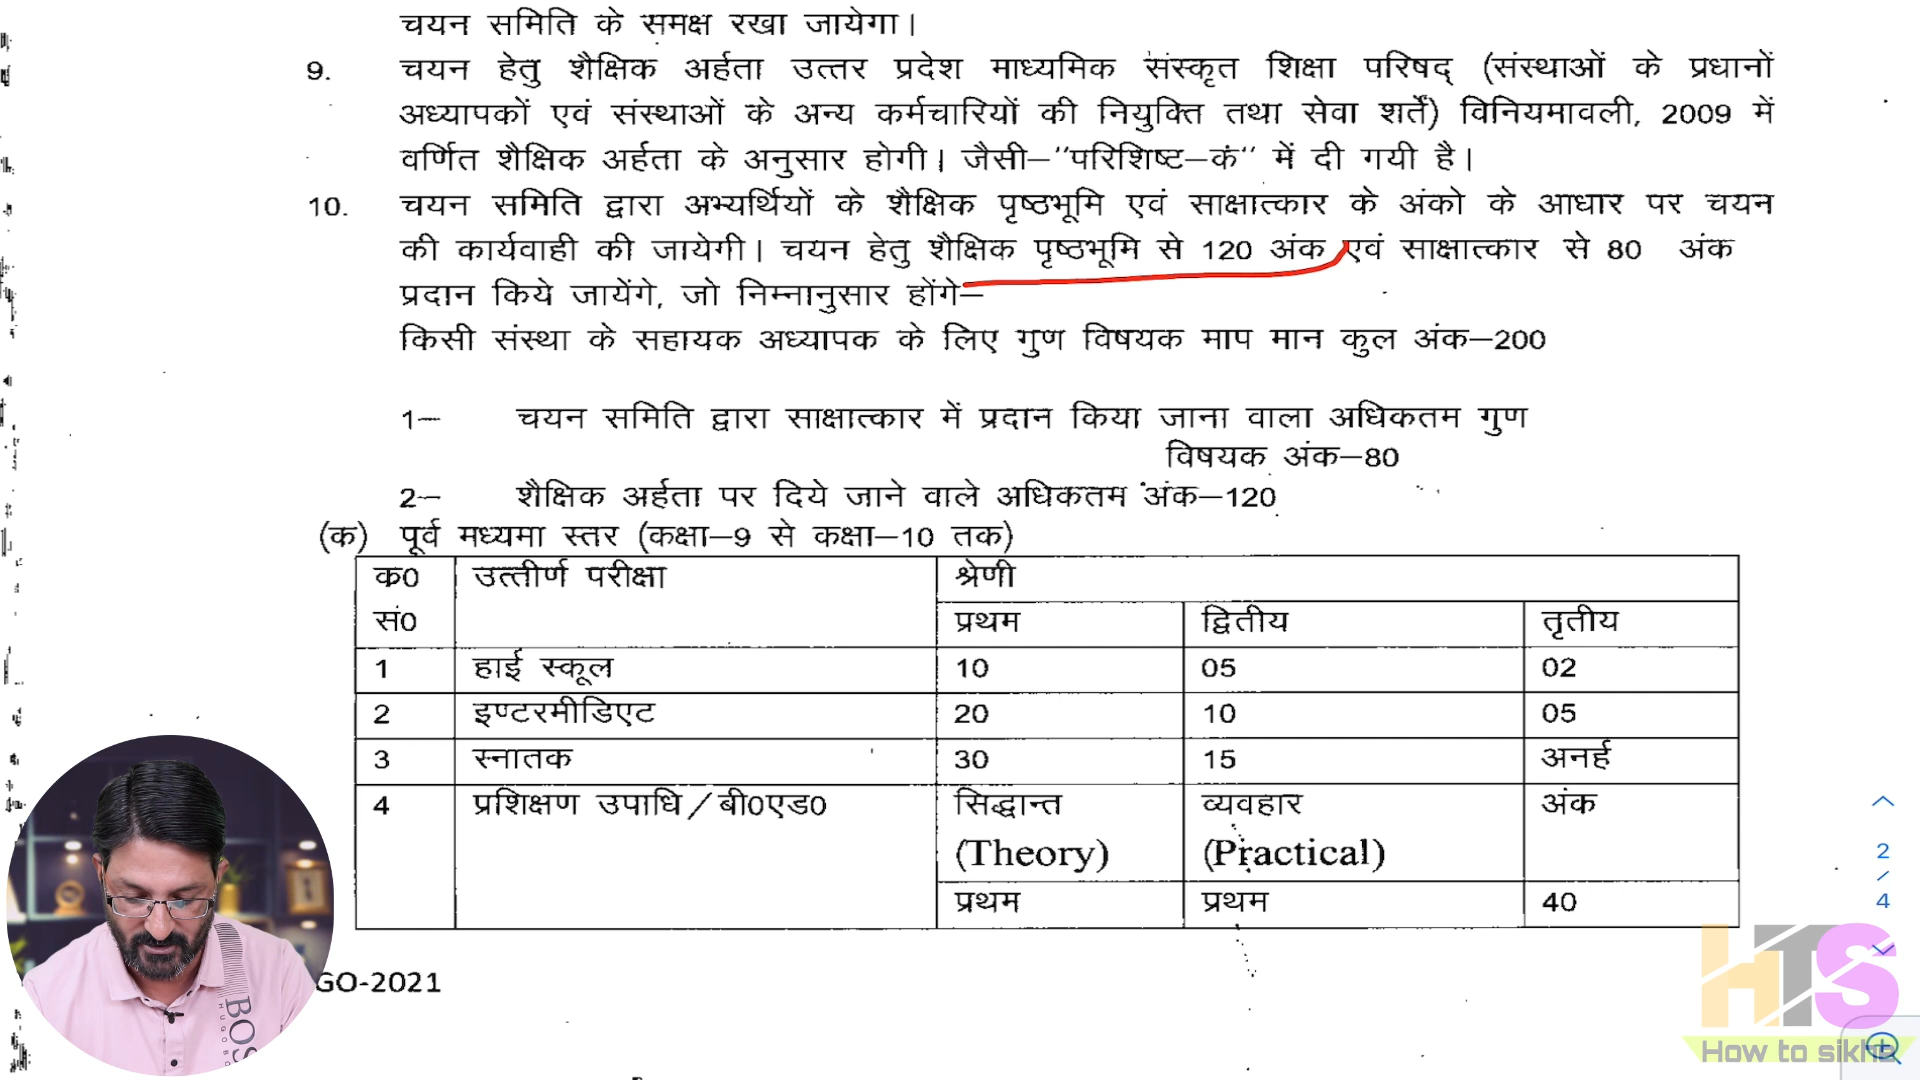 चयन समिति के समक्ष रखा जायेगा।
9. चयन हेतु शैक्षिक अर्हता उत्तर प्रदेश माध्यमिक संस्कृत शिक्षा परिषद् (संस्थाओं के प्रधानों
अध्यापकों एवं संस्थाओं के अन्य कर्मचारियों की नियुक्ति तथा सेवा शर्तें) विनियमावली, 2009 में
वर्णित शैक्षिक अर्हता के अनुसार होगी। जैसी–"परिशिष्ट–कं" में दी गयी है।
10. चयन समिति द्वारा अभ्यर्थियों के शैक्षिक पृष्ठभूमि एवं साक्षात्कार के अंको के आधार पर चयन
की कार्यवाही की जायेगी। चयन हेतु शैक्षिक पृष्ठभूमि से 120 अंक एवं साक्षात्कार से 80 अंक
प्रदान किये जायेंगे, जो निम्नानुसार होंगे–
किसी संस्था के सहायक अध्यापक के लिए गुण विषयक माप मान कुल अंक–200
1– चयन समिति द्वारा साक्षात्कार में प्रदान किया जाना वाला अधिकतम गुण
विषयक अंक–80
2– शैक्षिक अर्हता पर दिये जाने वाले अधिकतम अंक–120
(क) पूर्व मध्यमा स्तर (कक्षा–9 से कक्षा–10 तक)
क0 उत्तीर्ण परीक्षा श्रेणी
सं0 प्रथम द्वितीय तृतीय
1 हाई स्कूल 10 05 02
2 इण्टरमीडिएट 20 10 05
3 स्नातक 30 15 अनर्ह
4 प्रशिक्षण उपाधि/बी0एड0 सिद्धान्त व्यवहार अंक
(Theory) (Practical)
प्रथम प्रथम 40
GO-2021
2
/
4
BOSS
HTS
How to sikhe